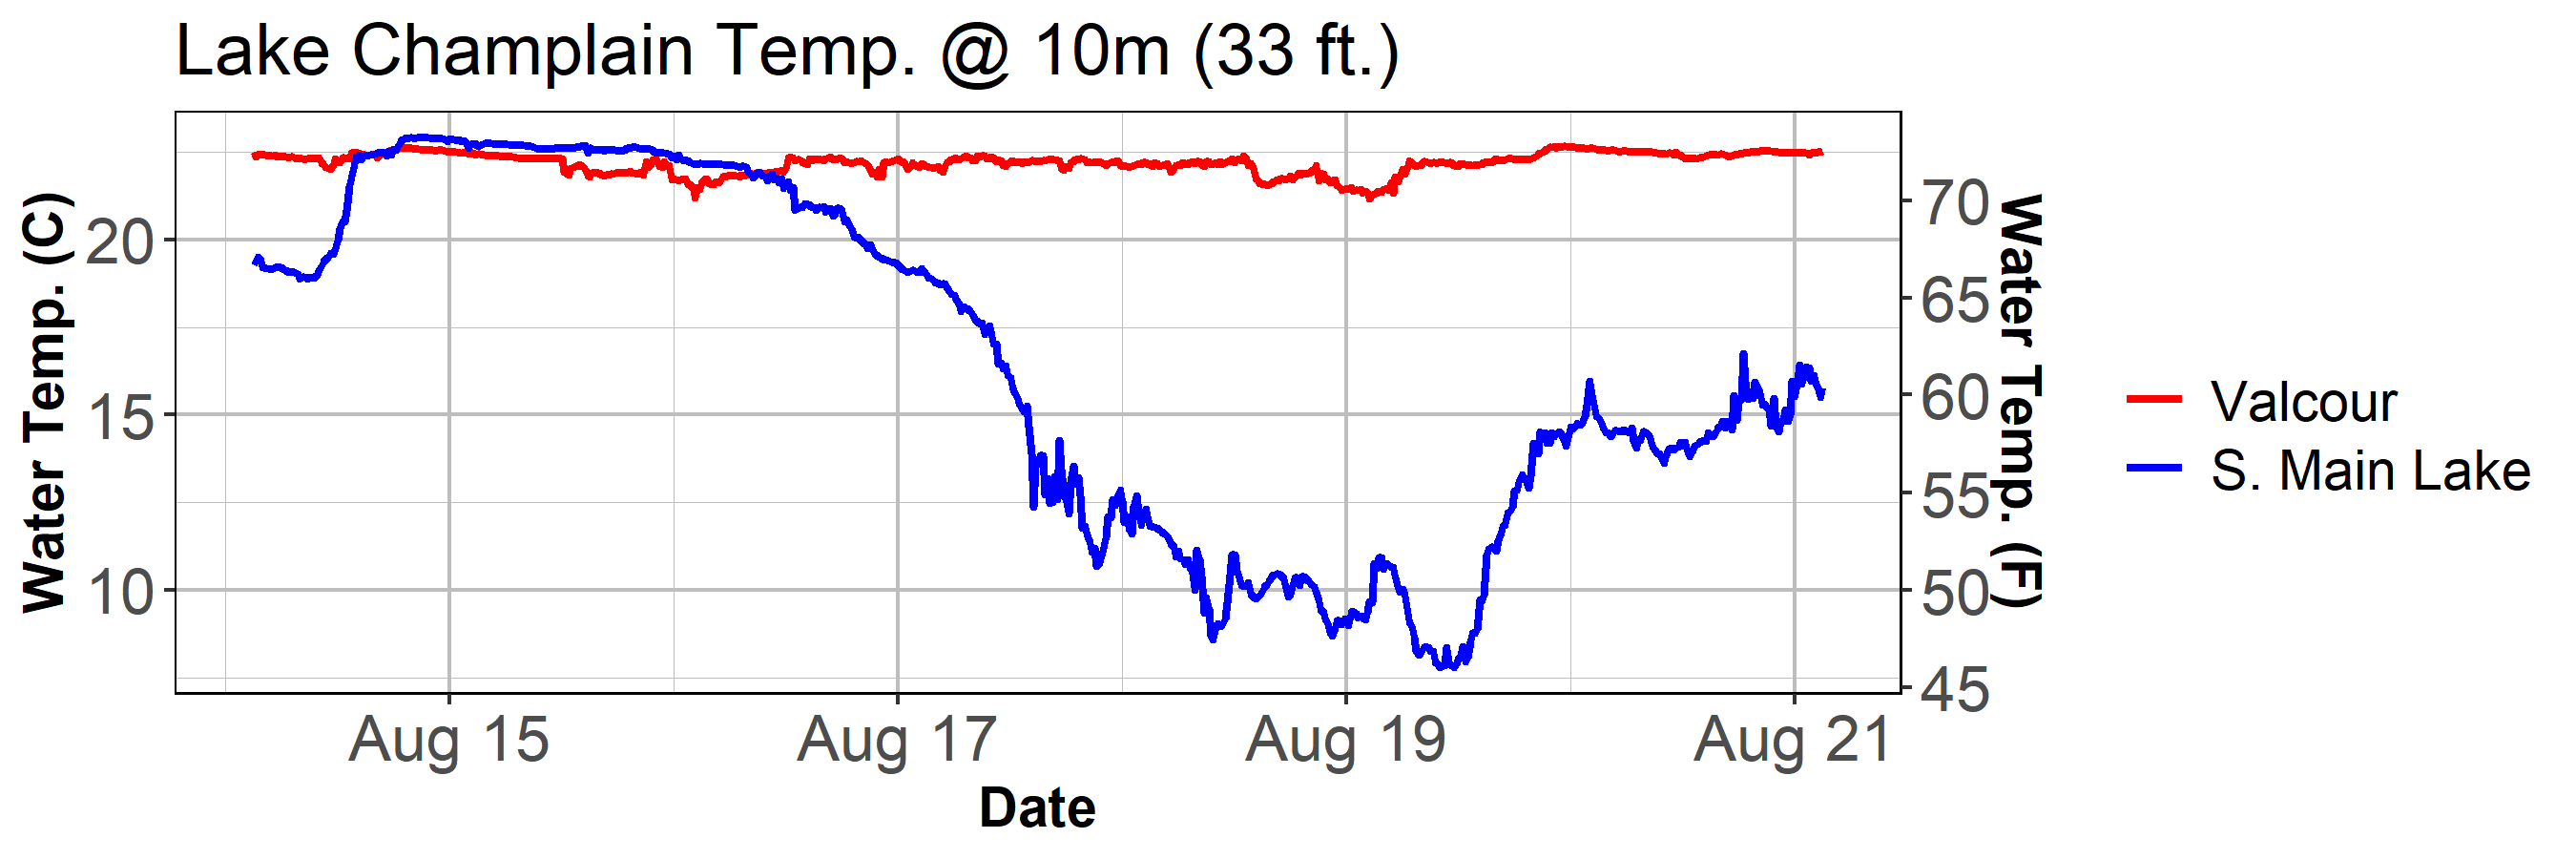 Lake Champlain Temp. @ 10m (33 ft.)
Water Temp. (C)
20
15
10
70
65
60
55
50
45
Water Temp. (F)
Aug 15
Aug 17
Aug 19
Aug 21
Date
Valcour
S. Main Lake